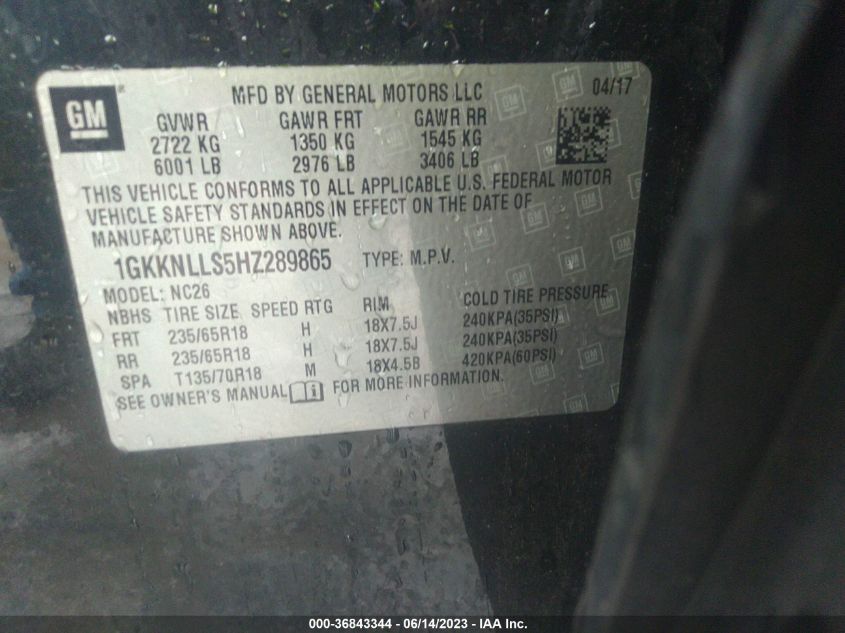 GM
MFD BY GENERAL MOTORS LLC 04/17
GVWR GAWR FRT GAWR RR
2722 KG 1350 KG 1545 KG
6001 LB 2976 LB 3406 LB
THIS VEHICLE CONFORMS TO ALL APPLICABLE U.S. FEDERAL MOTOR
VEHICLE SAFETY STANDARDS IN EFFECT ON THE DATE OF
MANUFACTURE SHOWN ABOVE.
1GKKNLLS5HZ289865 TYPE: M.P.V.
MODEL: NC26
NBHS TIRE SIZE SPEED RTG RIM COLD TIRE PRESSURE
FRT 235/65R18 H 18X7.5J 240KPA(35PSI)
RR 235/65R18 H 18X7.5J 240KPA(35PSI)
SPA T135/70R18 M 18X4.5B 420KPA(60PSI)
SEE OWNER'S MANUAL FOR MORE INFORMATION.
000-36843344 / 06/14/2023 - IAA Inc.